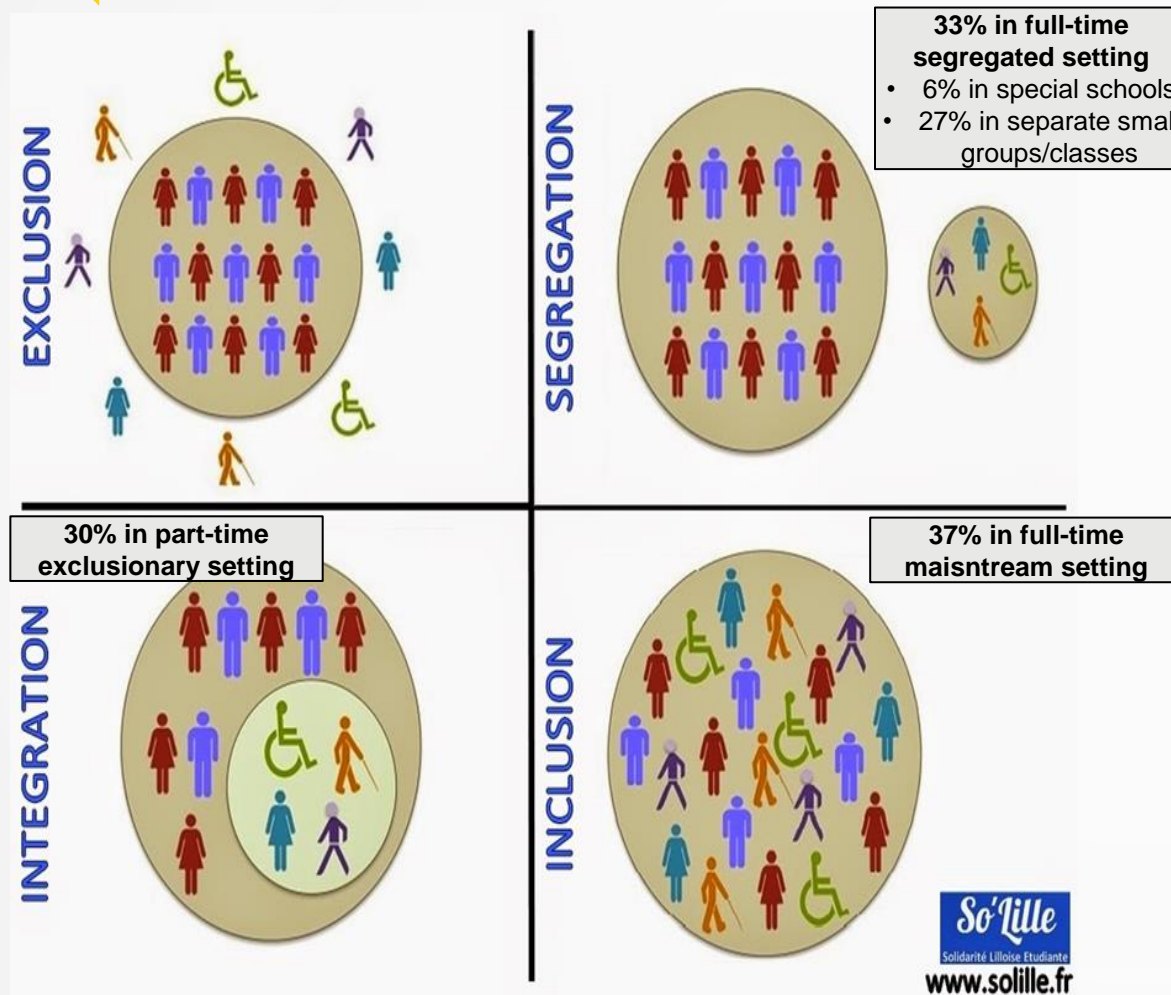 EXCLUSION
SEGREGATION
33% in full-time
segregated setting
• 6% in special schools
• 27% in separate smal
groups/classes
30% in part-time
exclusionary setting
INTEGRATION
37% in full-time
maisntream setting
INCLUSION
So'Lille
Solidarité Lilloise Etudiante
www.solille.fr